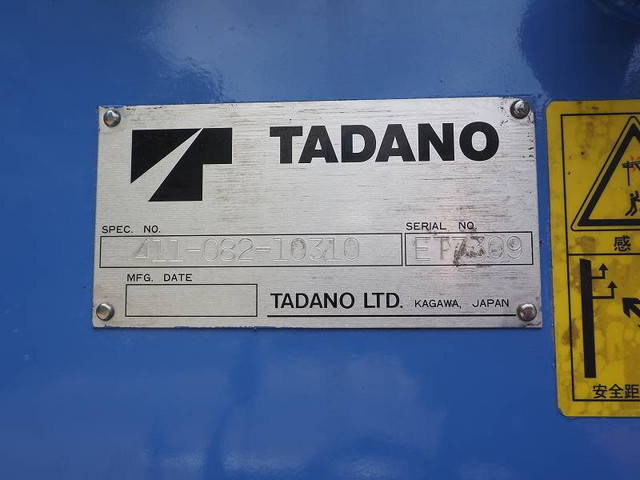 TADANO
SPEC. NO.
SERIAL NO.
411-082-10310
MFG. DATE
TADANO LTD. KAGAWA, JAPAN
感
安全距